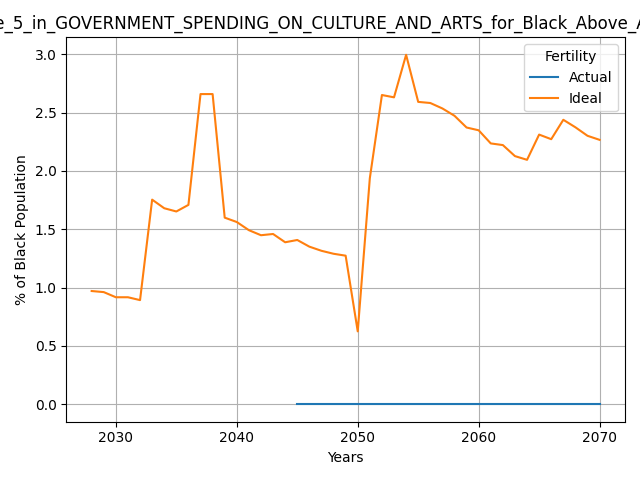 _5_in_GOVERNMENT_SPENDING_ON_CULTURE_AND_ARTS_for_Black_Above_
Fertility
Actual
Ideal
3.0
2.5
2.0
1.5
1.0
0.5
0.0
% of Black Population
2030 2040 2050 2060 2070
Years